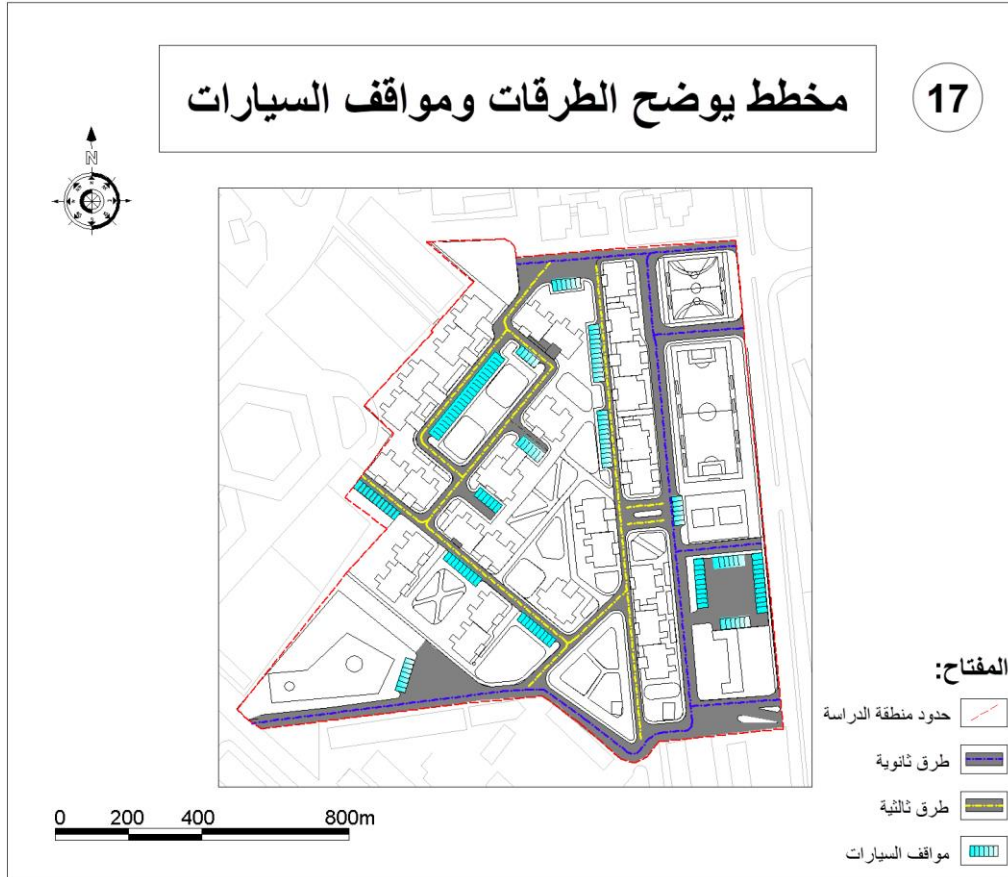 17
مخطط يوضح الطرقات ومواقف السيارات
N
المفتاح:
حدود منطقة الدراسة
طرق ثانوية
طرق ثالثية
مواقف السيارات
0 200 400 800m